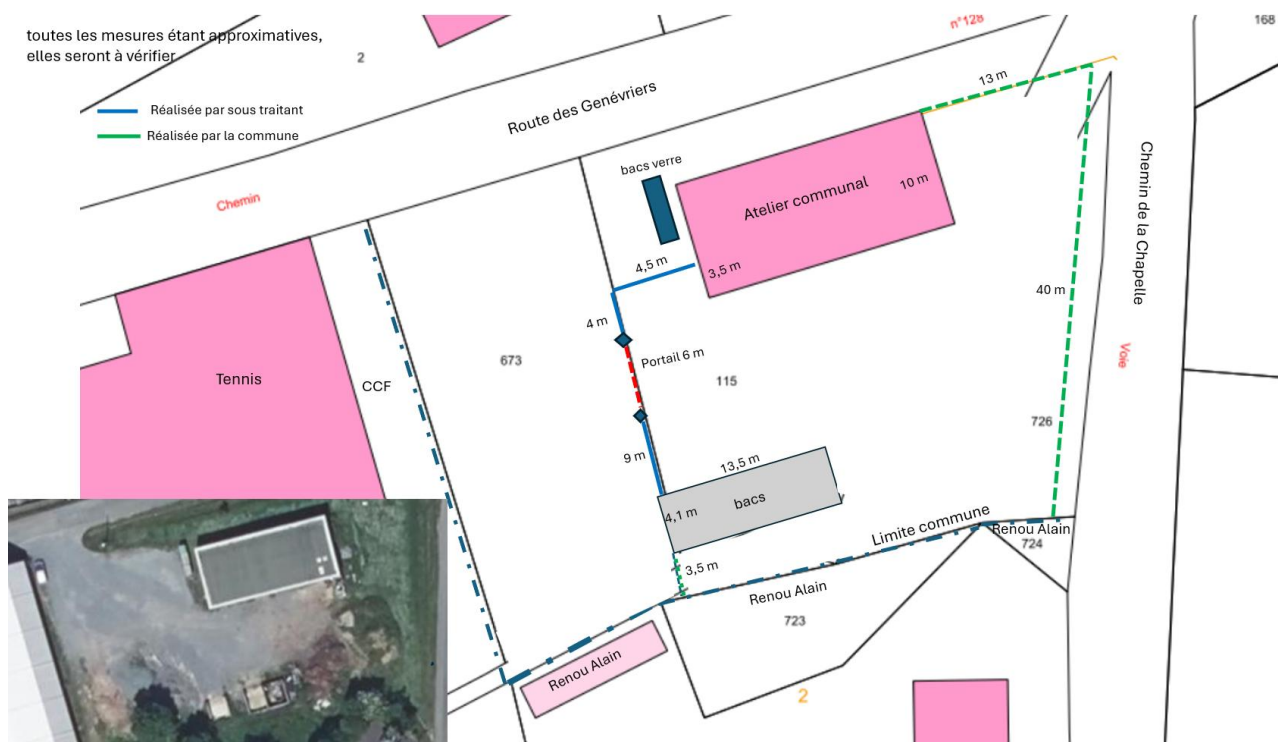 toutes les mesures étant approximatives,
elles seront à vérifier
2
n°128
168
13 m
Réalisée par sous traitant
Réalisée par la commune
Route des Genévriers
Chemin
bacs verre
Atelier communal
10 m
Chemin de la Chapelle
4,5 m
3,5 m
40 m
4 m
Portail 6 m
673
115
Voie
Tennis
CCF
726
9 m
13,5 m
bacs
4,1 m
Limite commune
Renou Alain
724
3,5 m
Renou Alain
723
Renou Alain
2